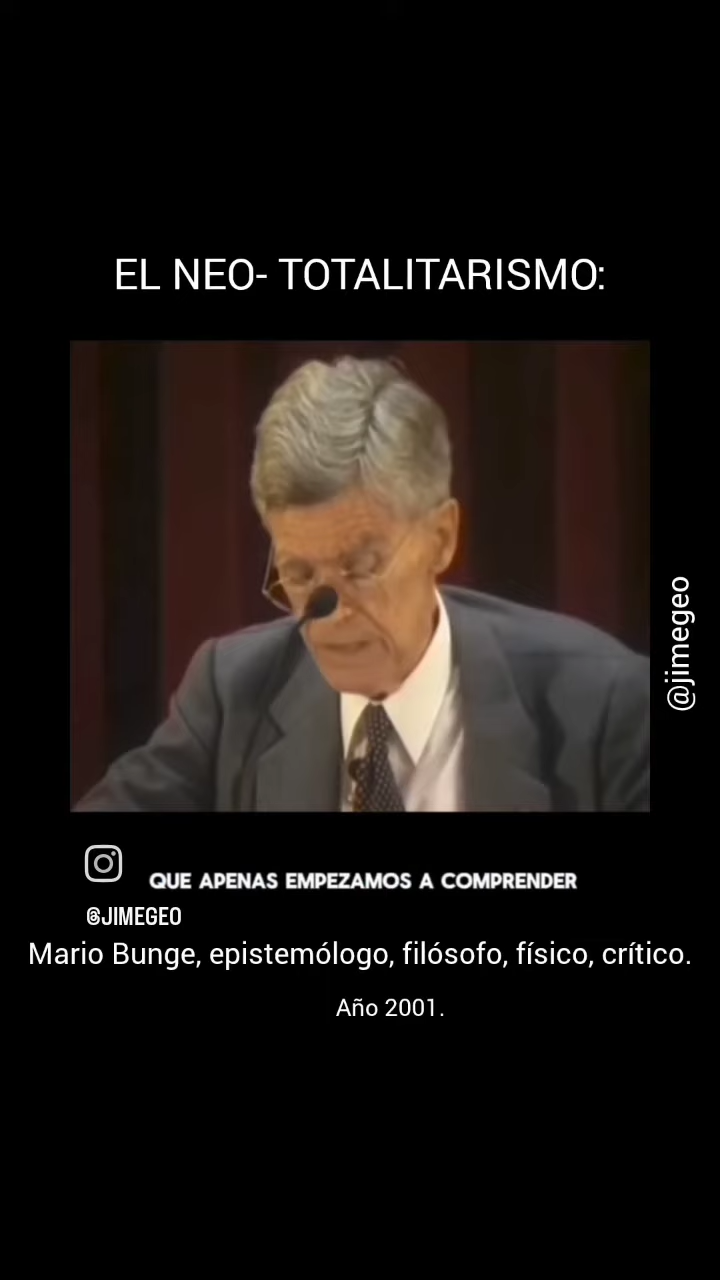 EL NEO- TOTALITARISMO:
@jimegeo
QUE APENAS EMPEZAMOS A COMPRENDER
@JIMEGEO
Mario Bunge, epistemólogo, filósofo, físico, crítico.
Año 2001.